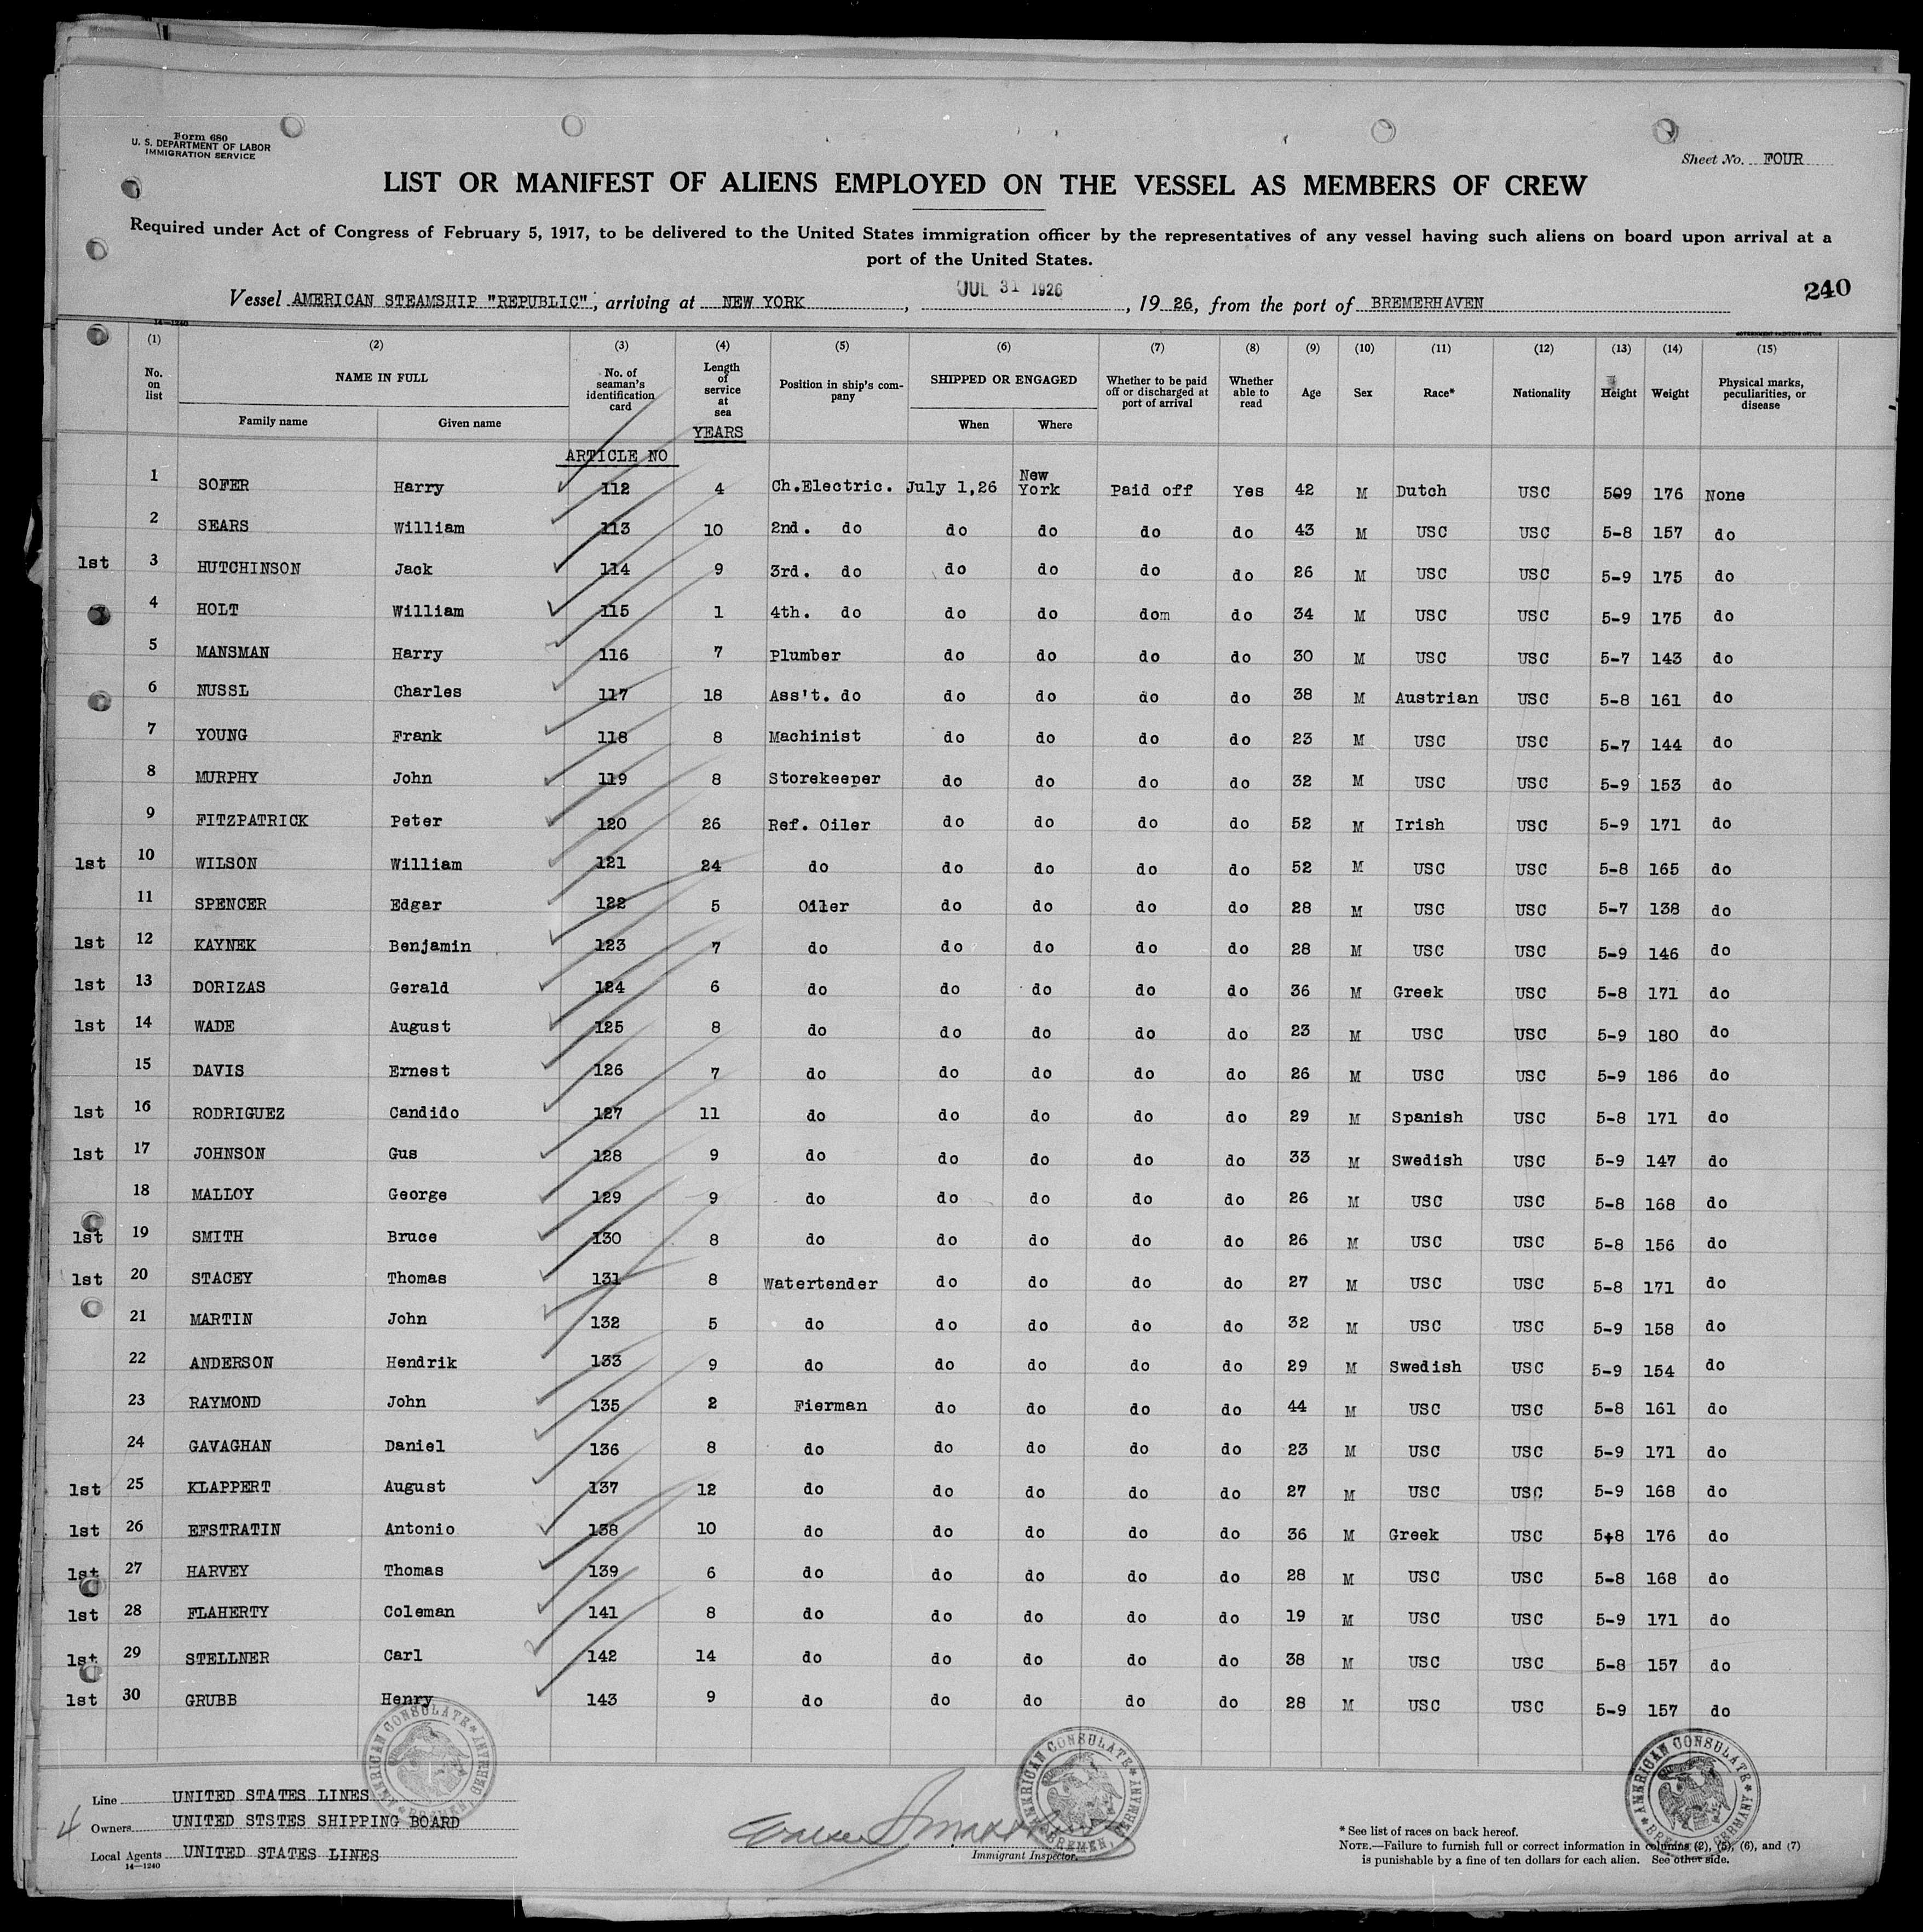 Form 680
U. S. DEPARTMENT OF LABOR
IMMIGRATION SERVICE
Sheet No. FOUR
LIST OR MANIFEST OF ALIENS EMPLOYED ON THE VESSEL AS MEMBERS OF CREW
Required under Act of Congress of February 5, 1917, to be delivered to the United States immigration officer by the representatives of any vessel having such aliens on board upon arrival at a
port of the United States.
240
Vessel AMERICAN STEAMSHIP "REPUBLIC", arriving at NEW YORK, JUL 31 1926, 19 26, from the port of BREMERHAVEN
14—1240 GOVERNMENT PRINTING OFFICE
(1) (2) (3) (4) (5) (6) (7) (8) (9) (10) (11) (12) (13) (14) (15)
No. on list NAME IN FULL Family name Given name No. of seaman's identification card Length of service at sea Position in ship's company SHIPPED OR ENGAGED When Where Whether to be paid off or discharged at port of arrival Whether able to read Age Sex Race* Nationality Height Weight Physical marks, peculiarities, or disease
YEARS
ARTICLE NO
1 SOFER Harry 112 4 Ch.Electric. July 1,26 New York Paid off Yes 42 M Dutch USC 509 176 None
2 SEARS William 113 10 2nd. do do do do do 43 M USC USC 5-8 157 do
1st 3 HUTCHINSON Jack 114 9 3rd. do do do do do 26 M USC USC 5-9 175 do
4 HOLT William 115 1 4th. do do do dom do 34 M USC USC 5-9 175 do
5 MANSMAN Harry 116 7 Plumber do do do do 30 M USC USC 5-7 143 do
6 NUSSL Charles 117 18 Ass't. do do do do do 38 M Austrian USC 5-8 161 do
7 YOUNG Frank 118 8 Machinist do do do do 23 M USC USC 5-7 144 do
8 MURPHY John 119 8 Storekeeper do do do do 32 M USC USC 5-9 153 do
9 FITZPATRICK Peter 120 26 Ref. Oiler do do do do 52 M Irish USC 5-9 171 do
1st 10 WILSON William 121 24 do do do do do 52 M USC USC 5-8 165 do
11 SPENCER Edgar 122 5 Oiler do do do do 28 M USC USC 5-7 138 do
1st 12 KAYNEK Benjamin 123 7 do do do do do 28 M USC USC 5-9 146 do
1st 13 DORIZAS Gerald 124 6 do do do do do 36 M Greek USC 5-8 171 do
1st 14 WADE August 125 8 do do do do do 23 M USC USC 5-9 180 do
15 DAVIS Ernest 126 7 do do do do do 26 M USC USC 5-9 186 do
1st 16 RODRIGUEZ Candido 127 11 do do do do do 29 M Spanish USC 5-8 171 do
1st 17 JOHNSON Gus 128 9 do do do do do 33 M Swedish USC 5-9 147 do
18 MALLOY George 129 9 do do do do do 26 M USC USC 5-8 168 do
1st 19 SMITH Bruce 130 8 do do do do do 26 M USC USC 5-8 156 do
1st 20 STACEY Thomas 131 8 Watertender do do do do 27 M USC USC 5-8 171 do
21 MARTIN John 132 5 do do do do do 32 M USC USC 5-9 158 do
22 ANDERSON Hendrik 133 9 do do do do do 29 M Swedish USC 5-9 154 do
23 RAYMOND John 135 2 Fierman do do do do 44 M USC USC 5-8 161 do
24 GAVAGHAN Daniel 136 8 do do do do do 23 M USC USC 5-9 171 do
1st 25 KLAPPERT August 137 12 do do do do do 27 M USC USC 5-9 168 do
1st 26 EFSTRATIN Antonio 138 10 do do do do do 36 M Greek USC 5+8 176 do
1st 27 HARVEY Thomas 139 6 do do do do do 28 M USC USC 5-8 168 do
1st 28 FLAHERTY Coleman 141 8 do do do do do 19 M USC USC 5-9 171 do
1st 29 STELLNER Carl 142 14 do do do do do 38 M USC USC 5-8 157 do
1st 30 GRUBB Henry 143 9 do do do do do 28 M USC USC 5-9 157 do
AMERICAN CONSULATE BREMEN, GERMANY
AMERICAN CONSULATE BREMEN, GERMANY
AMERICAN CONSULATE BREMEN, GERMANY
Line UNITED STATES LINES
4 Owners UNITED STSTES SHIPPING BOARD
Local Agents UNITED STATES LINES
14—1240
Immigrant Inspector.
* See list of races on back hereof.
NOTE.—Failure to furnish full or correct information in columns (2), (5), (6), and (7)
is punishable by a fine of ten dollars for each alien. See other side.